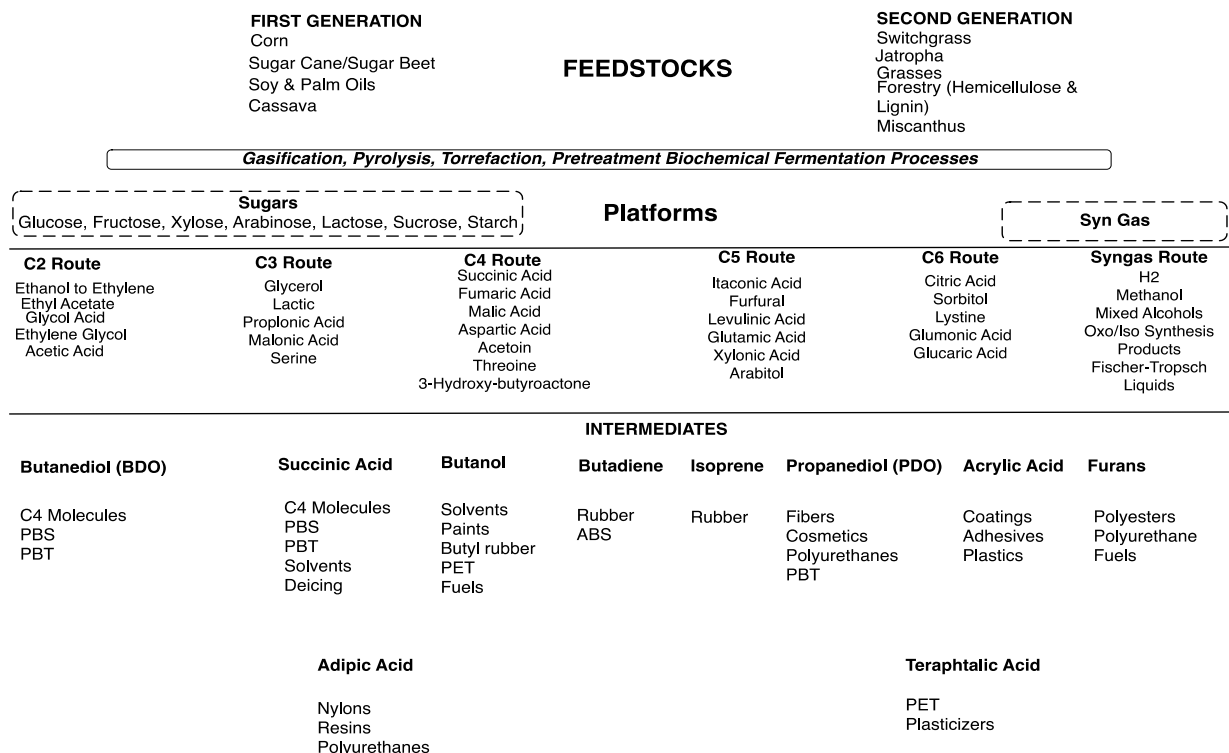 FIRST GENERATION
Corn
Sugar Cane/Sugar Beet
Soy & Palm Oils
Cassava
FEEDSTOCKS
SECOND GENERATION
Switchgrass
Jatropha
Grasses
Forestry (Hemicellulose &
Lignin)
Miscanthus
Gasification, Pyrolysis, Torrefaction, Pretreatment Biochemical Fermentation Processes
Sugars
Glucose, Fructose, Xylose, Arabinose, Lactose, Sucrose, Starch
Platforms
Syn Gas
C2 Route
Ethanol to Ethylene
Ethyl Acetate
Glycol Acid
Ethylene Glycol
Acetic Acid
C3 Route
Glycerol
Lactic
Proplonic Acid
Malonic Acid
Serine
C4 Route
Succinic Acid
Fumaric Acid
Malic Acid
Aspartic Acid
Acetoin
Threoine
3-Hydroxy-butyroactone
C5 Route
Itaconic Acid
Furfural
Levulinic Acid
Glutamic Acid
Xylonic Acid
Arabitol
C6 Route
Citric Acid
Sorbitol
Lystine
Glumonic Acid
Glucaric Acid
Syngas Route
H2
Methanol
Mixed Alcohols
Oxo/Iso Synthesis
Products
Fischer-Tropsch
Liquids
INTERMEDIATES
Butanediol (BDO)
C4 Molecules
PBS
PBT
Succinic Acid
C4 Molecules
PBS
PBT
Solvents
Deicing
Butanol
Solvents
Paints
Butyl rubber
PET
Fuels
Butadiene
Rubber
ABS
Isoprene
Rubber
Propanediol (PDO)
Fibers
Cosmetics
Polyurethanes
PBT
Acrylic Acid
Coatings
Adhesives
Plastics
Furans
Polyesters
Polyurethane
Fuels
Adipic Acid
Nylons
Resins
Polvurethanes
Teraphtalic Acid
PET
Plasticizers